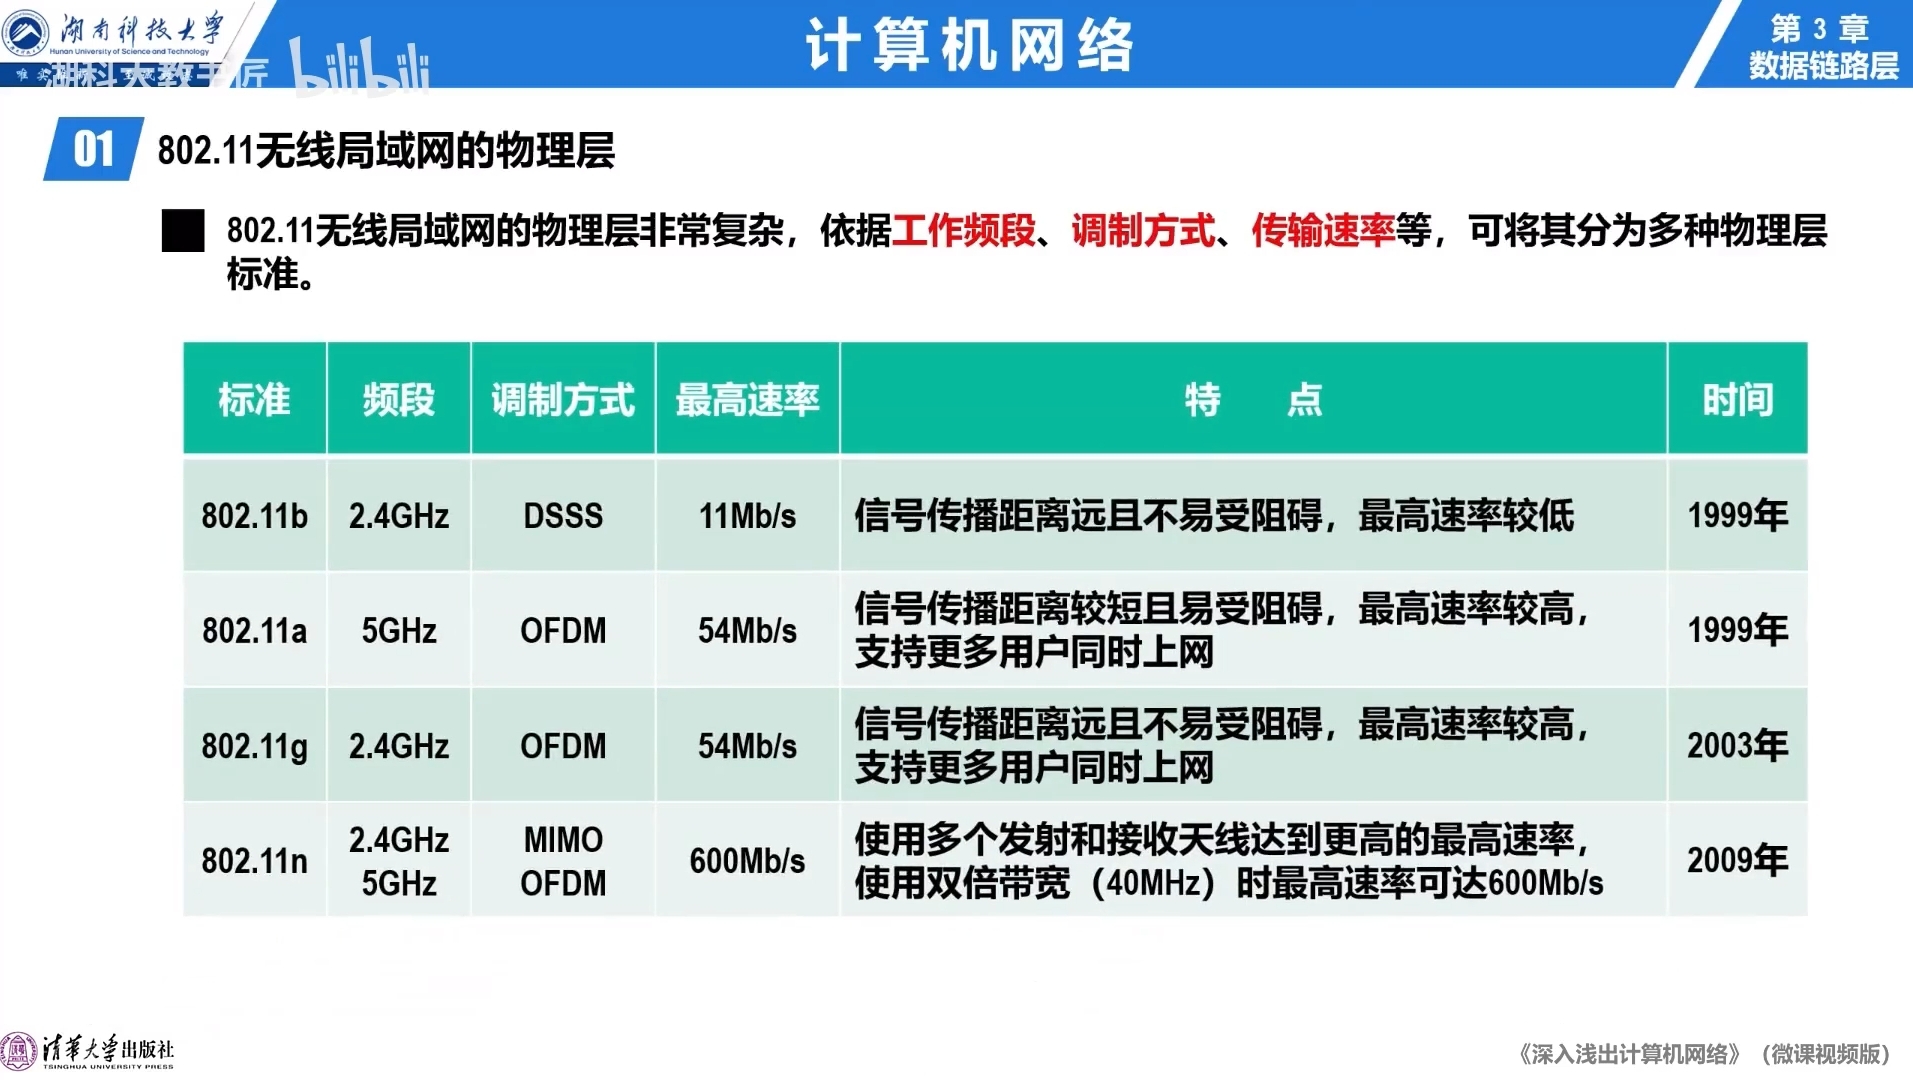 湖南科技大学
Hunan University of Science and Technology
湖科大教书匠 bilibili
计算机网络
第 3 章
数据链路层
01 802.11无线局域网的物理层
802.11无线局域网的物理层非常复杂，依据工作频段、调制方式、传输速率等，可将其分为多种物理层
标准。
标准 频段 调制方式 最高速率 特 点 时间
802.11b 2.4GHz DSSS 11Mb/s 信号传播距离远且不易受阻碍，最高速率较低 1999年
802.11a 5GHz OFDM 54Mb/s 信号传播距离较短且易受阻碍，最高速率较高，
支持更多用户同时上网 1999年
802.11g 2.4GHz OFDM 54Mb/s 信号传播距离远且不易受阻碍，最高速率较高，
支持更多用户同时上网 2003年
802.11n 2.4GHz
5GHz MIMO
OFDM 600Mb/s 使用多个发射和接收天线达到更高的最高速率，
使用双倍带宽（40MHz）时最高速率可达600Mb/s 2009年
清华大学出版社
TSINGHUA UNIVERSITY PRESS
《深入浅出计算机网络》（微课视频版）